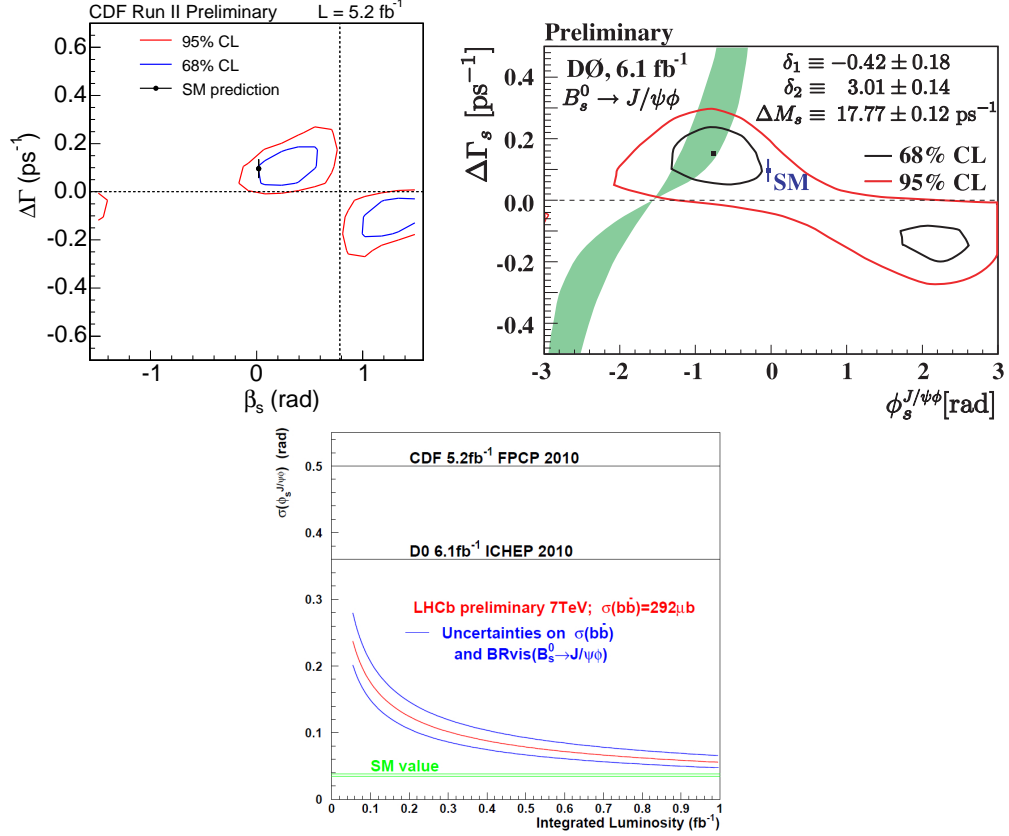 CDF Run II Preliminary L = 5.2 fb⁻¹
95% CL
68% CL
SM prediction
ΔΓ (ps⁻¹)
0.6
0.4
0.2
0.0
-0.2
-0.4
-0.6
-1 0 1
βₛ (rad)
Preliminary
DØ, 6.1 fb⁻¹
Bₛ⁰ → J/ψϕ
δ₁ ≡ −0.42 ± 0.18
δ₂ ≡ 3.01 ± 0.14
ΔMₛ ≡ 17.77 ± 0.12 ps⁻¹
68% CL
95% CL
SM
ΔΓₛ [ps⁻¹]
0.4
0.2
0.0
-0.2
-0.4
-3 -2 -1 0 1 2 3
ϕₛ^J/ψϕ [rad]
σ(ϕₛ^J/ψϕ) (rad)
CDF 5.2fb⁻¹ FPCP 2010
D0 6.1fb⁻¹ ICHEP 2010
LHCb preliminary 7TeV; σ(bb̄)=292μb
Uncertainties on σ(bb̄)
and BRvis(Bₛ⁰→J/ψϕ)
SM value
0.5
0.4
0.3
0.2
0.1
0
0 0.1 0.2 0.3 0.4 0.5 0.6 0.7 0.8 0.9 1
Integrated Luminosity (fb⁻¹)